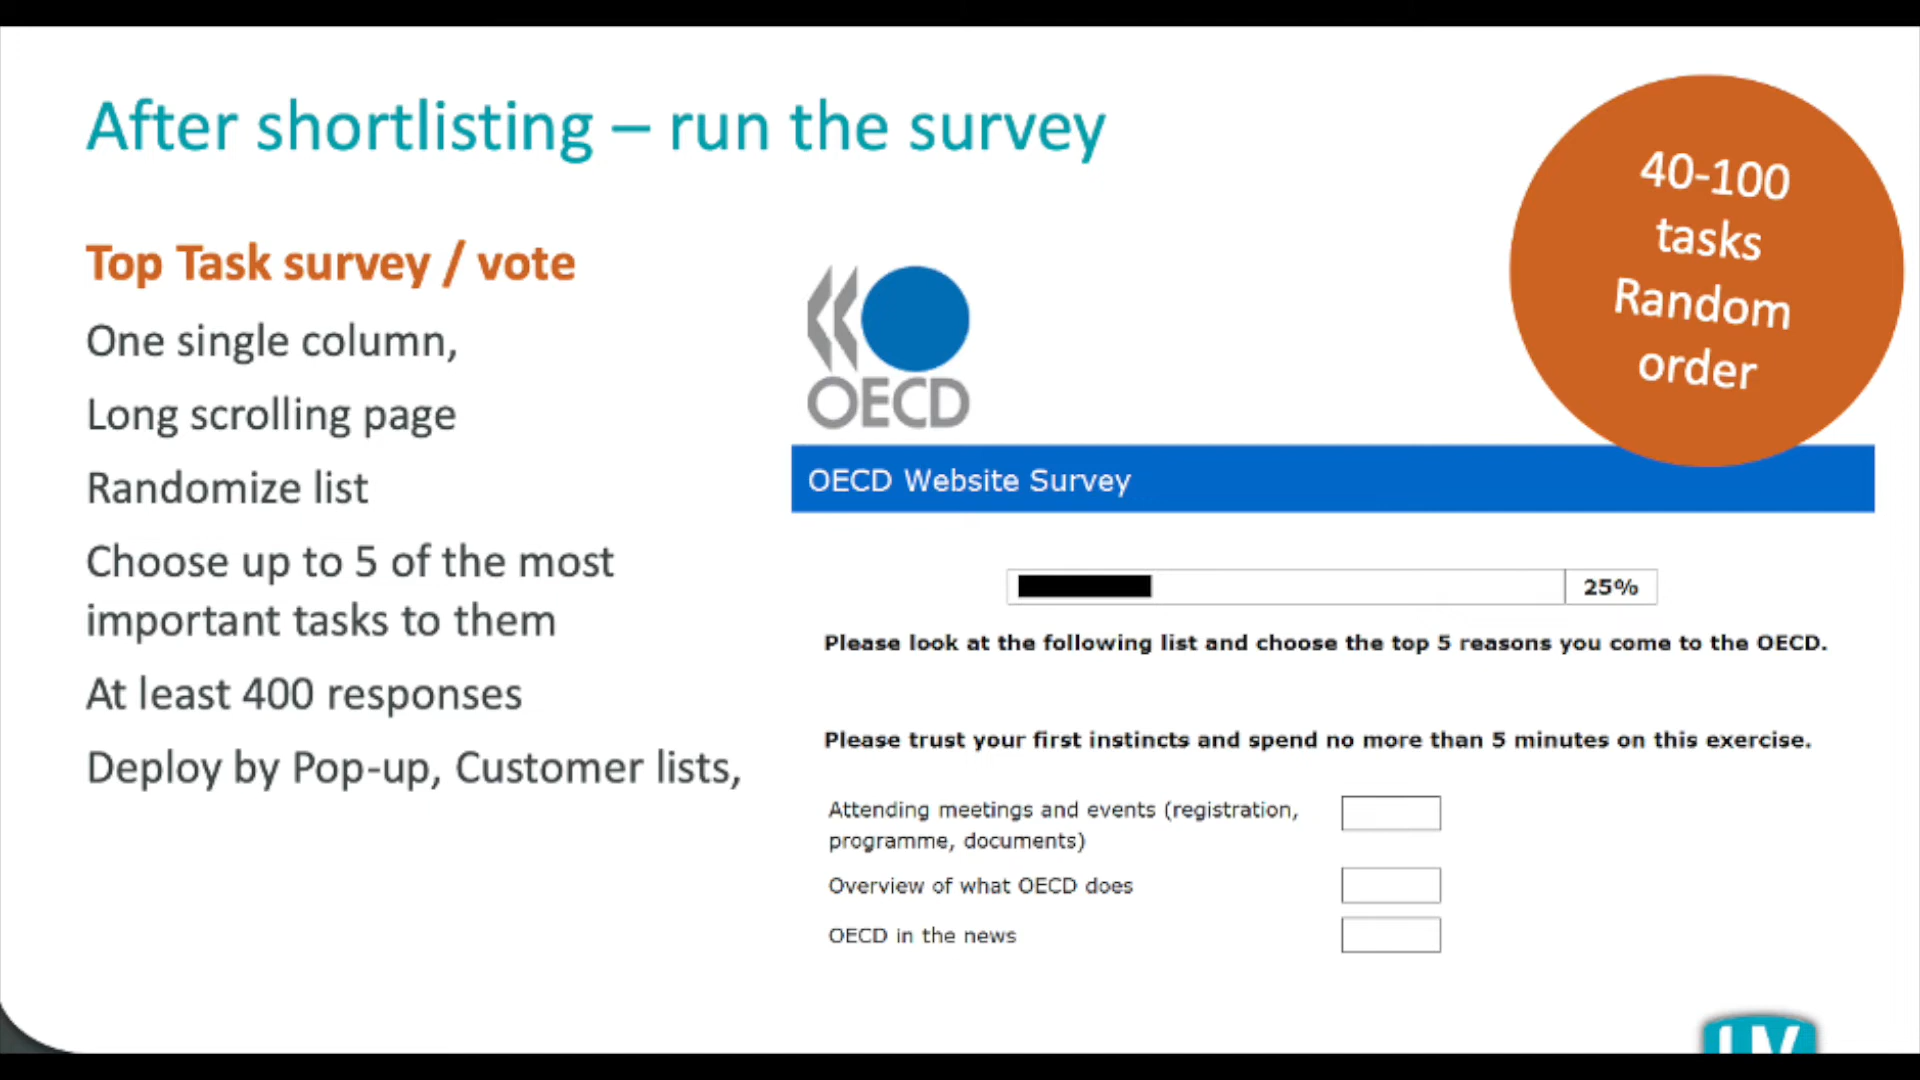 After shortlisting – run the survey
Top Task survey / vote
One single column,
Long scrolling page
Randomize list
Choose up to 5 of the most
important tasks to them
At least 400 responses
Deploy by Pop-up, Customer lists,
40-100
tasks
Random
order
OECD
OECD Website Survey
25%
Please look at the following list and choose the top 5 reasons you come to the OECD.
Please trust your first instincts and spend no more than 5 minutes on this exercise.
Attending meetings and events (registration,
programme, documents)
Overview of what OECD does
OECD in the news